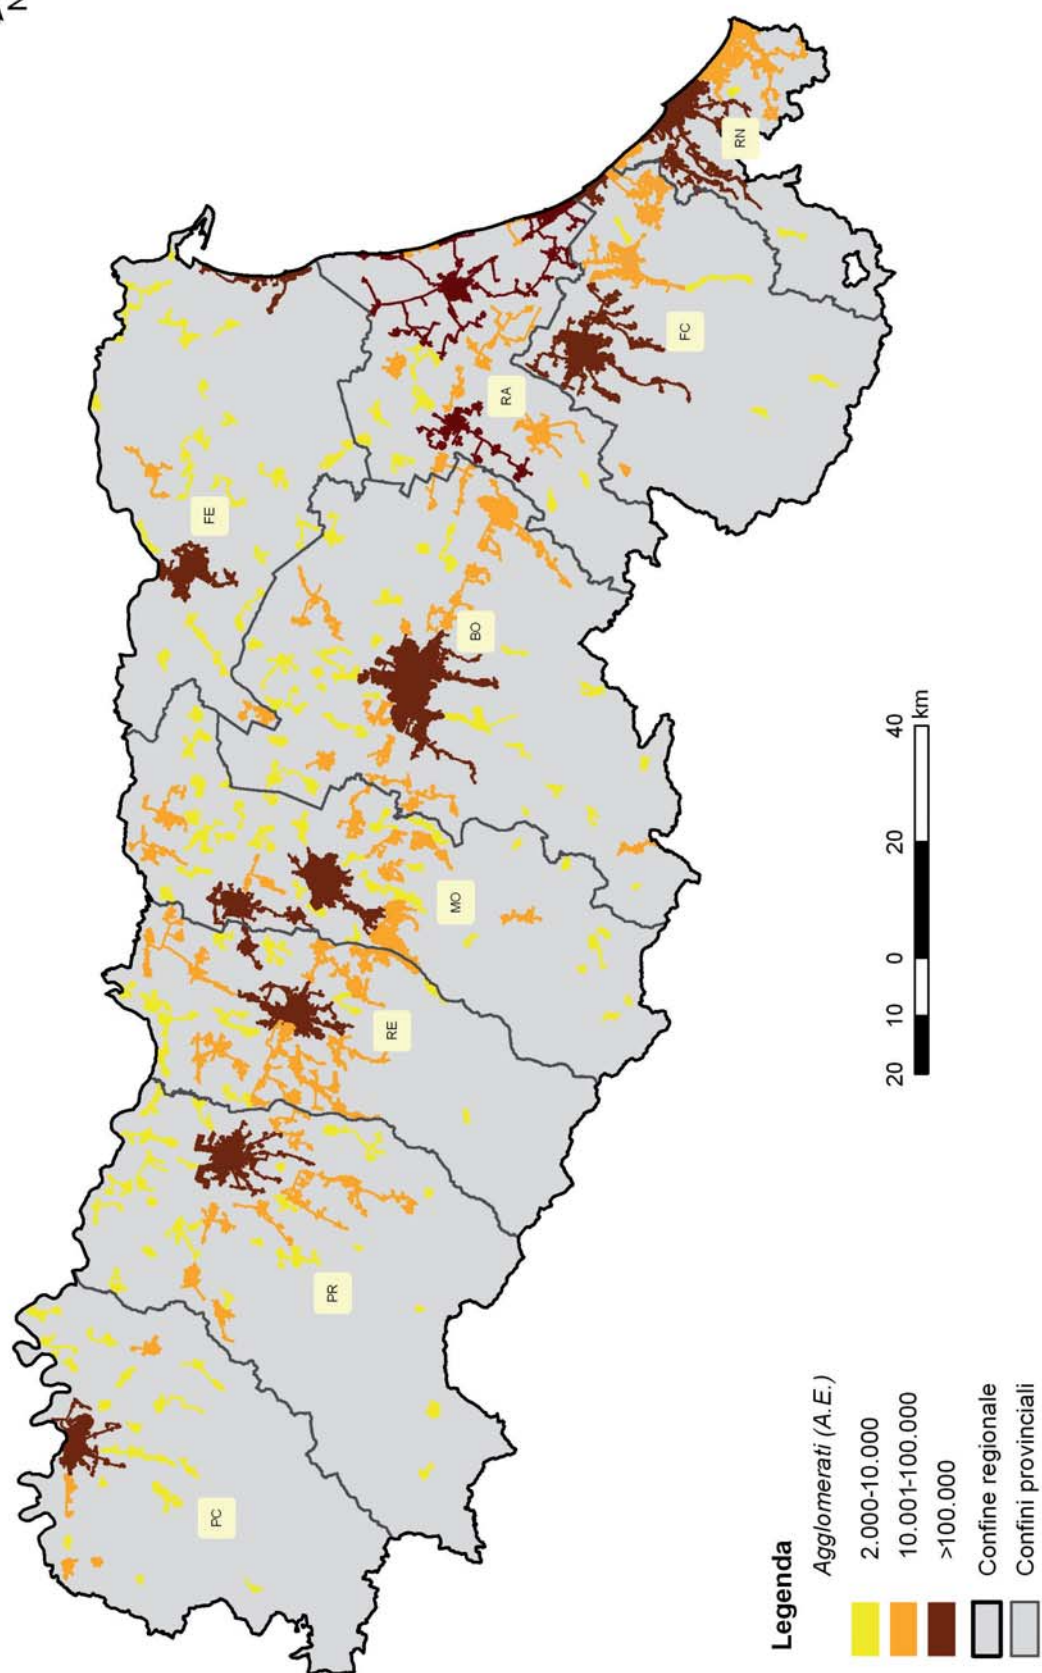 N
PC
PR
RE
MO
BO
FE
RA
FC
RN
Legenda
Agglomerati (A.E.)
2.000-10.000
10.001-100.000
>100.000
Confine regionale
Confini provinciali
20 10 0 20 40
km